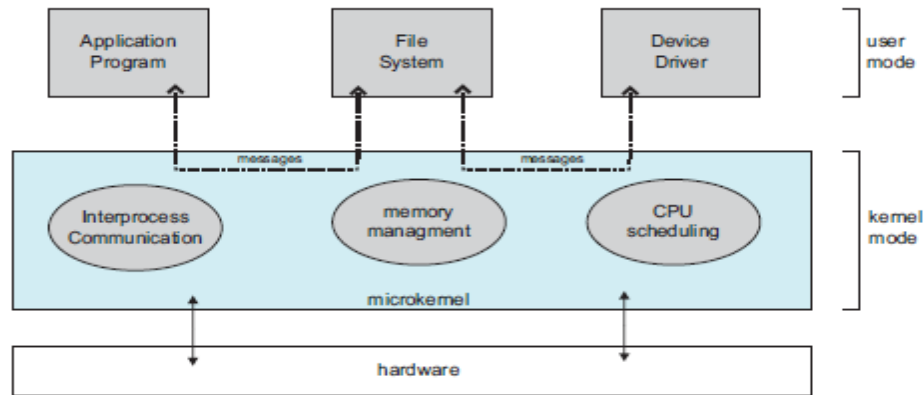 Application
Program
File
System
Device
Driver
user
mode
messages
messages
Interprocess
Communication
memory
managment
CPU
scheduling
kernel
mode
microkernel
hardware